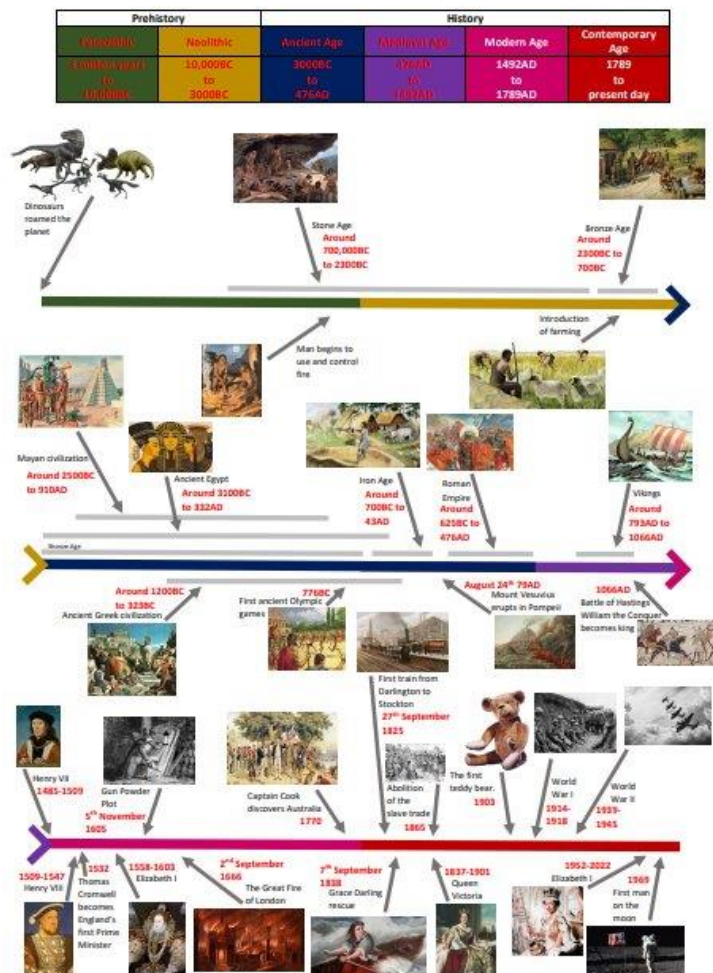 Prehistory
History
Paleolithic
Neolithic
Ancient Age
Medieval Age
Modern Age
Contemporary
Age
10,000BC
to
3000BC
3000BC
to
476AD
476AD
to
1492AD
1492AD
to
1789AD
1789
to
present day
Dinosaurs
roamed the
planet
Stone Age
Around
700,000BC
to 2300BC
Bronze Age
Around
2300BC to
700BC
Man begins to
use and control
fire
Introduction
of farming
Mayan civilization
Around 2500BC
to 910AD
Ancient Egypt
Around 3100BC
to 332AD
Iron Age
Around
700BC to
43AD
Roman
Empire
Around
625BC to
476AD
Vikings
Around
793AD to
1066AD
Bronze Age
Around 1200BC
to 323BC
Ancient Greek civilization
776BC
First ancient Olympic
games
August 24th 79AD
Mount Vesuvius
erupts in Pompeii
1066AD
Battle of Hastings
William the Conquer
becomes king
Henry VII
1485-1509
Gun Powder
Plot
5th November
1605
Captain Cook
discovers Australia
1770
First train from
Darlington to
Stockton
27th September
1825
Abolition
of the
slave trade
1865
The first
teddy bear.
1903
World
War I
1914-
1918
World
War II
1939-
1945
1509-1547
Henry VIII
1532
Thomas
Cromwell
becomes
England's
first Prime
Minister
1558-1603
Elizabeth I
2nd September
1666
The Great Fire
of London
7th September
1838
Grace Darling
rescue
1837-1901
Queen
Victoria
1952-2022
Elizabeth I
1969
First man
on the
moon